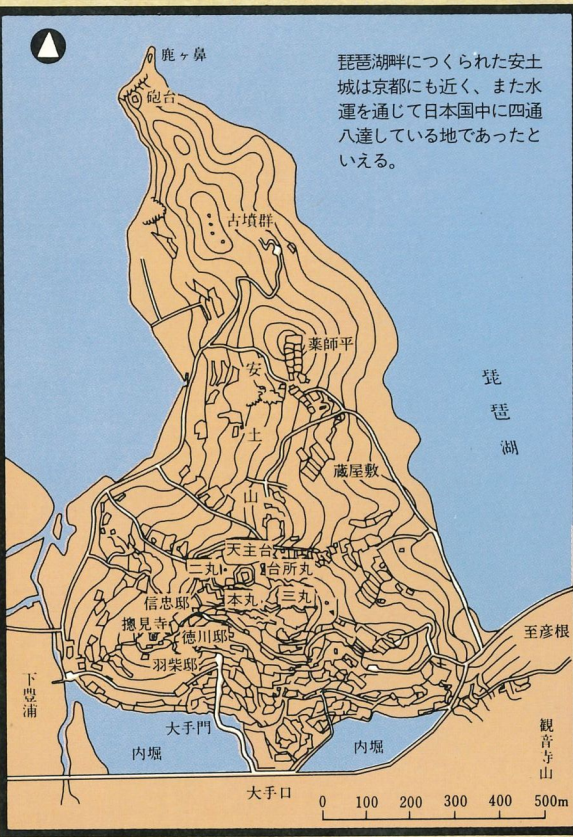 鹿ヶ鼻
砲台
琵琶湖畔につくられた安土
城は京都にも近く、また水
運を通じて日本国中に四通
八達している地であったと
いえる。
古墳群
薬師平
安
土
山
琵
琶
湖
蔵屋敷
天主台
二丸
台所丸
信忠邸
本丸
三丸
摠見寺
徳川邸
羽柴邸
至彦根
下豊浦
大手門
内堀
内堀
観音寺山
大手口
0 100 200 300 400 500m